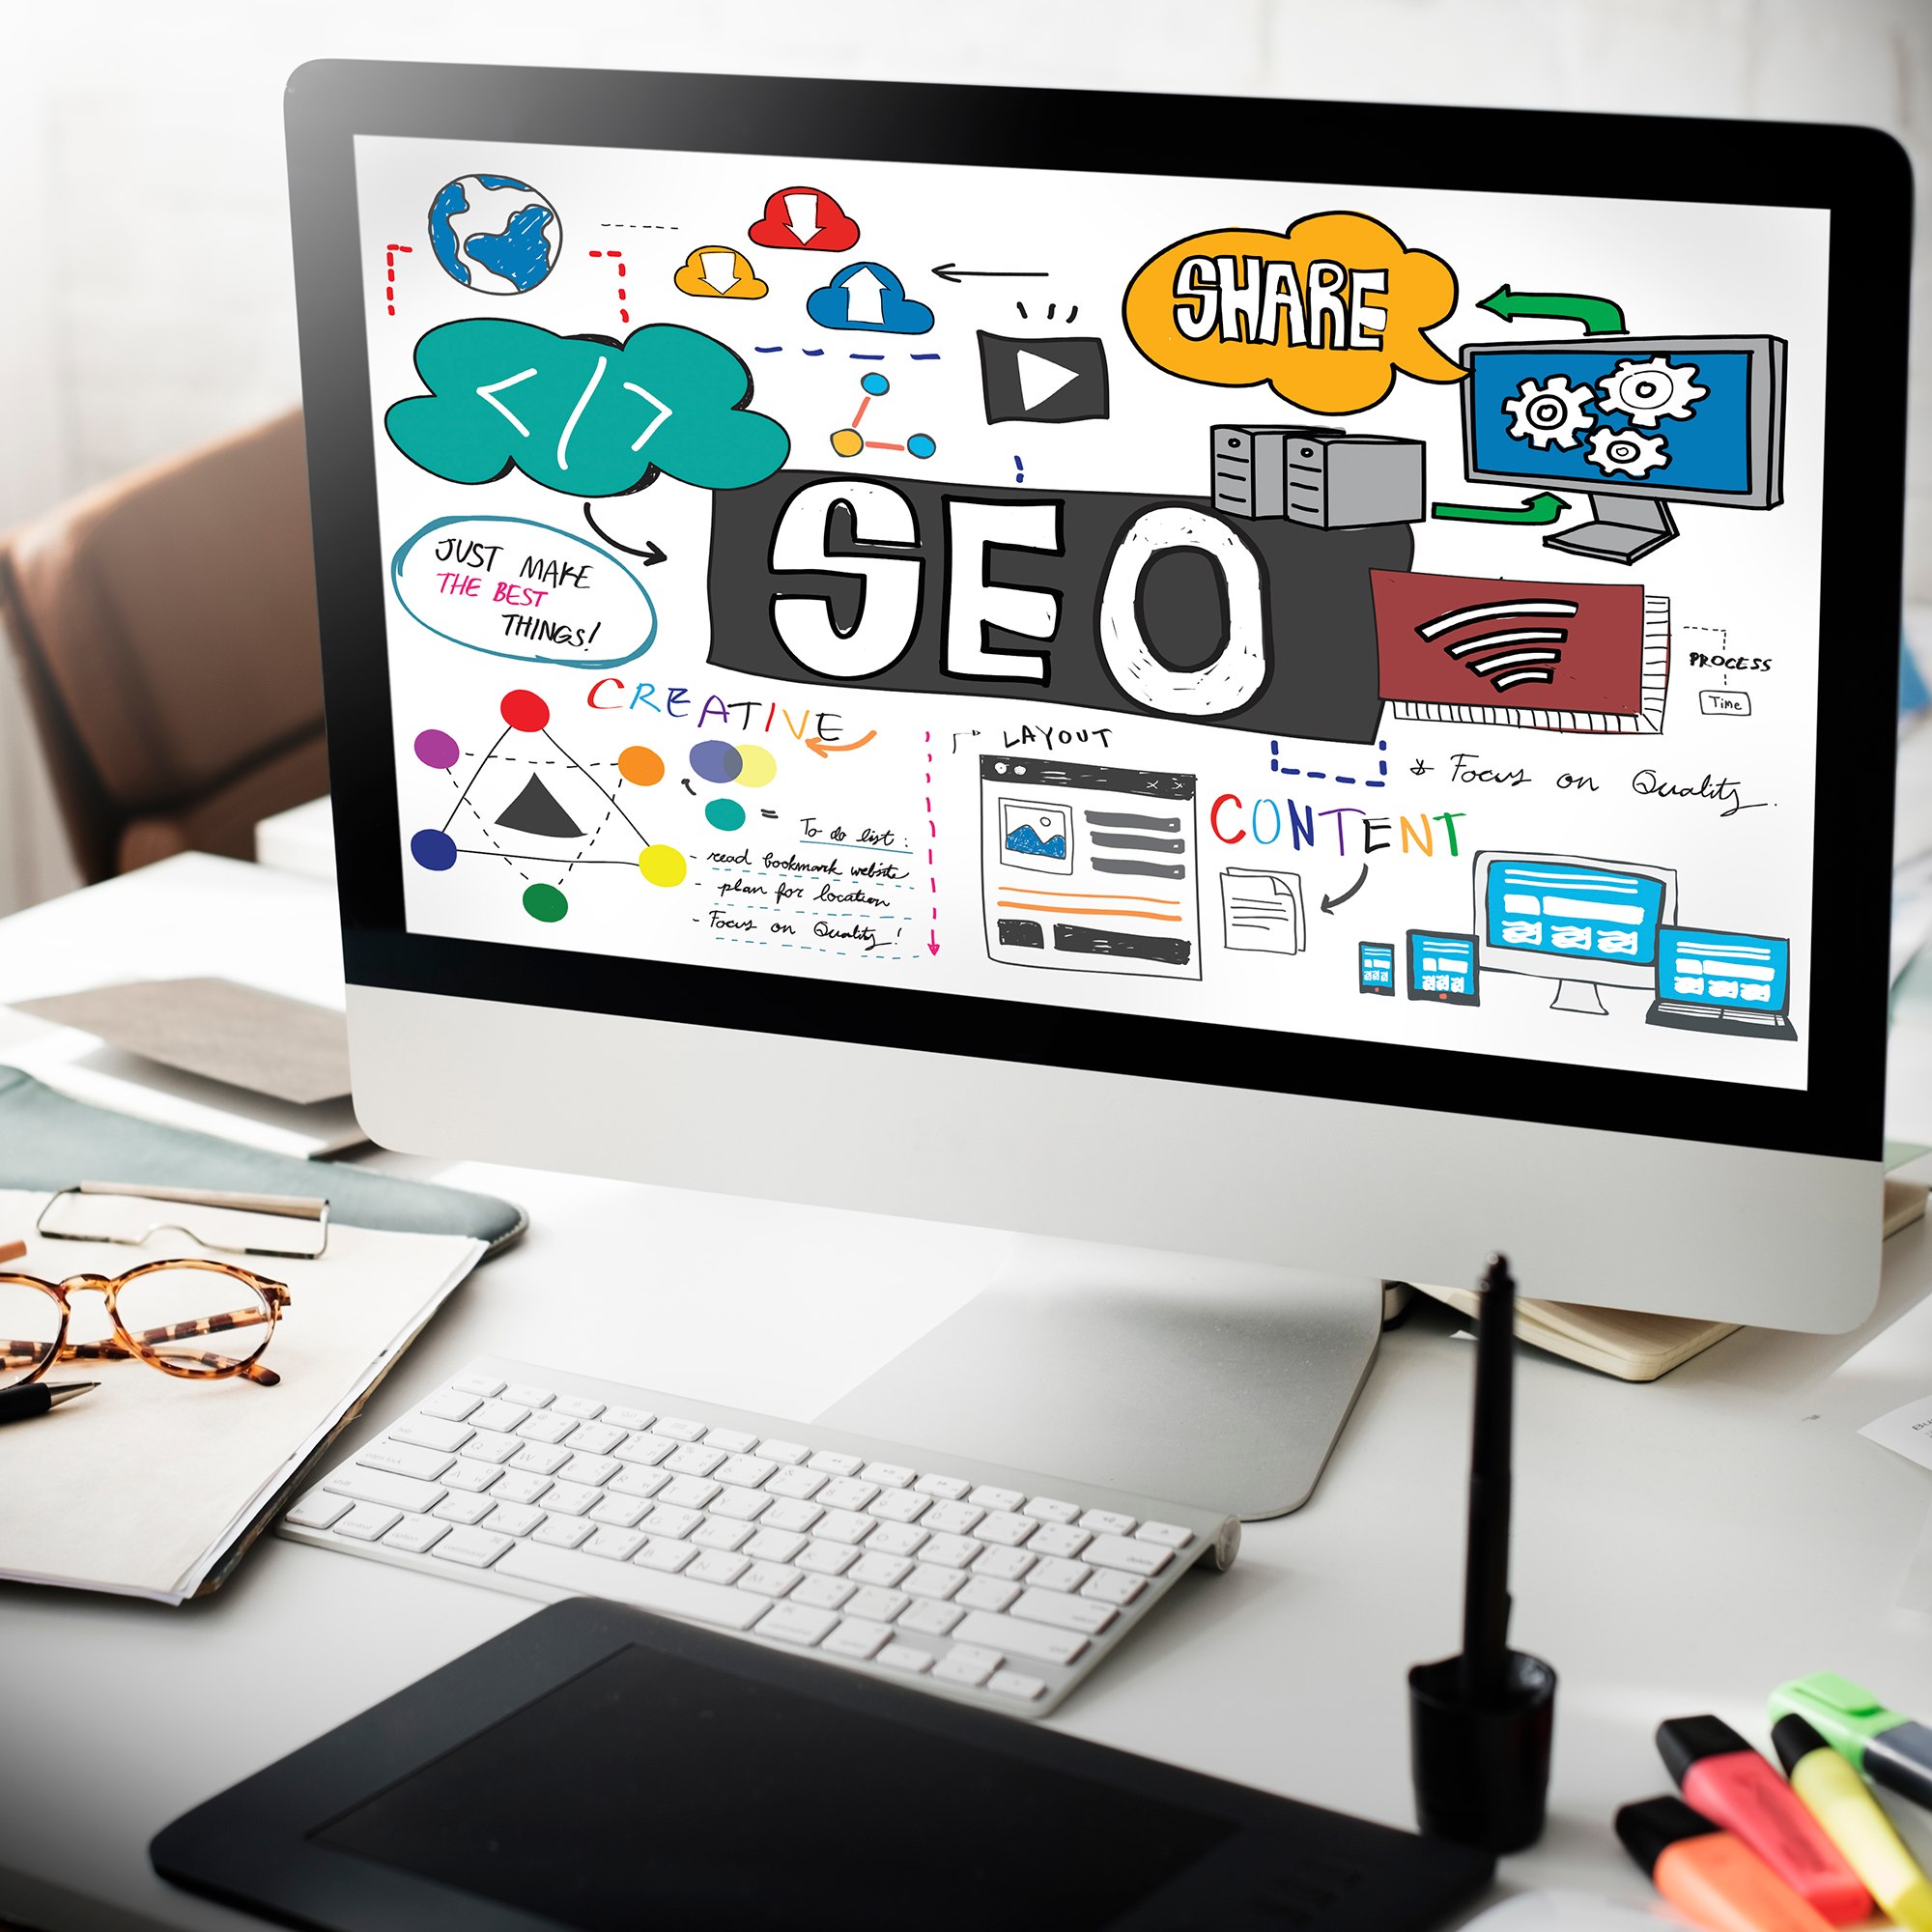 SHARE
</>
SEO
JUST MAKE
THE BEST
THINGS!
PROCESS
Time
CREATIVE
LAYOUT
* Focus on Quality.
CONTENT
To do list :
- read bookmark website
- plan for location
- Focus on Quality!